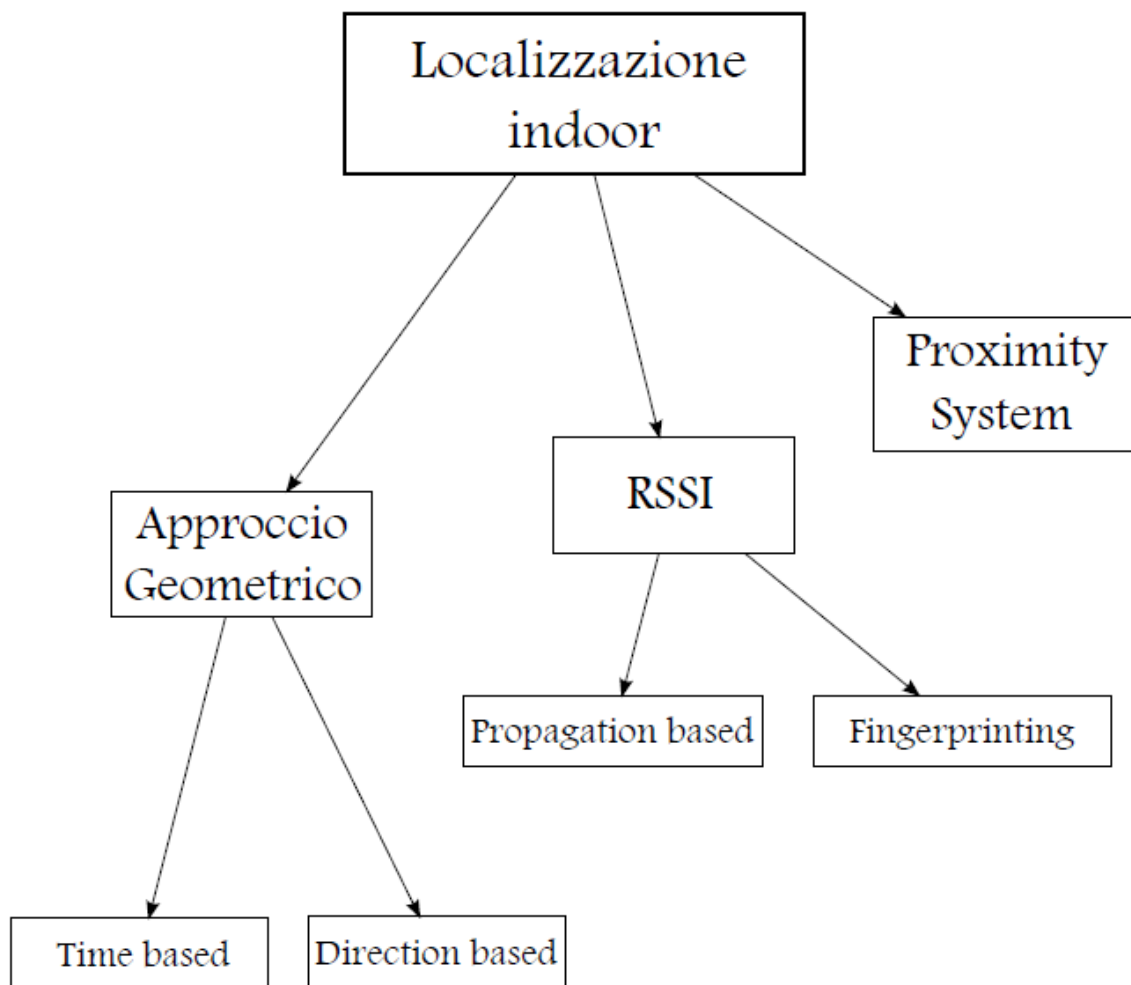 Localizzazione
indoor
Proximity
System
RSSI
Approccio
Geometrico
Propagation based
Fingerprinting
Time based
Direction based